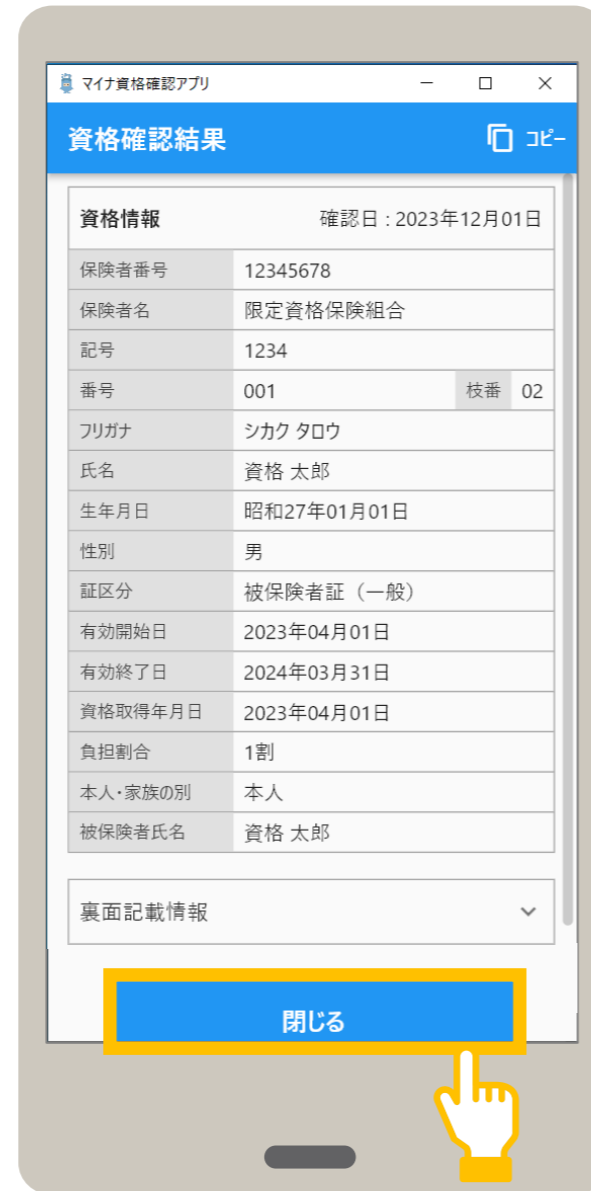 マイナ資格確認アプリ
資格確認結果 コピー
資格情報 確認日 : 2023年12月01日
保険者番号 12345678
保険者名 限定資格保険組合
記号 1234
番号 001 枝番 02
フリガナ シカク タロウ
氏名 資格 太郎
生年月日 昭和27年01月01日
性別 男
証区分 被保険者証（一般）
有効開始日 2023年04月01日
有効終了日 2024年03月31日
資格取得年月日 2023年04月01日
負担割合 1割
本人・家族の別 本人
被保険者氏名 資格 太郎
裏面記載情報
閉じる